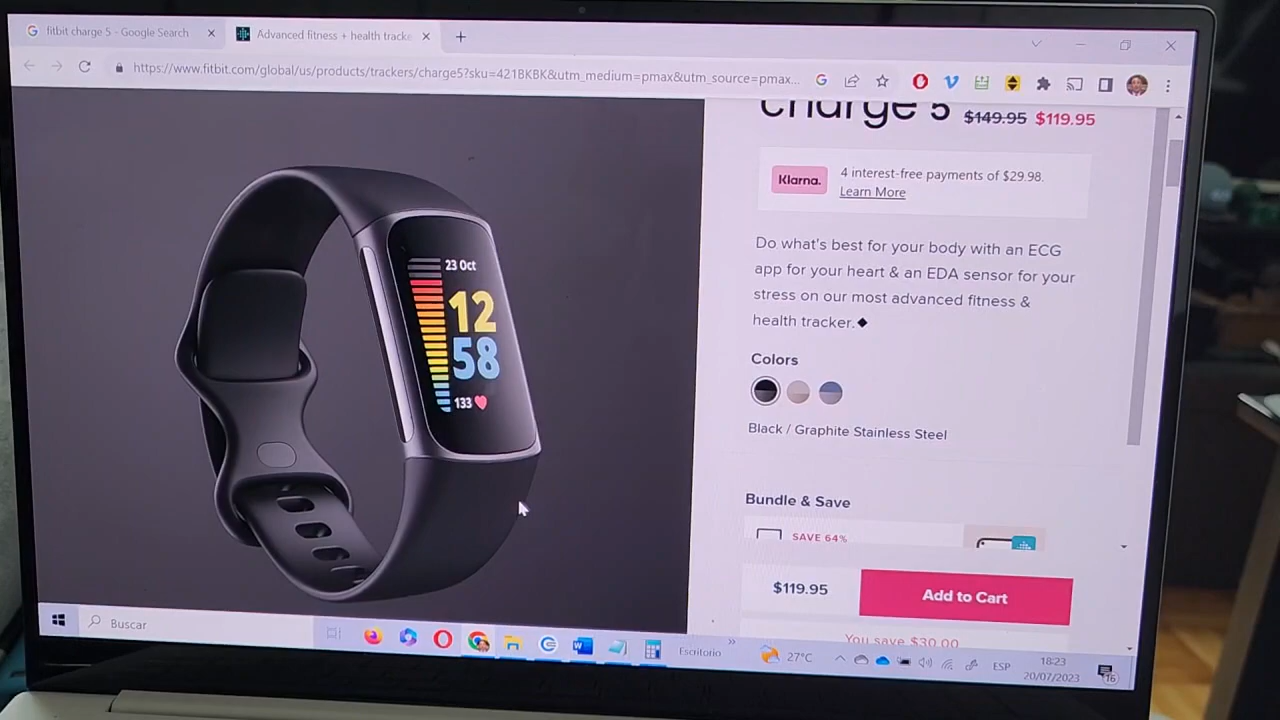 fitbit charge 5 - Google Search
Advanced fitness + health tracke
https://www.fitbit.com/global/us/products/trackers/charge5?sku=421BKBK&utm_medium=pmax&utm_source=pmax...
charge 5 $149.95 $119.95
Klarna.
4 interest-free payments of $29.98.
Learn More
23 Oct
12
58
133
Do what's best for your body with an ECG
app for your heart & an EDA sensor for your
stress on our most advanced fitness &
health tracker.◆
Colors
Black / Graphite Stainless Steel
Bundle & Save
SAVE 64%
$119.95
Add to Cart
You save $30.00
Buscar
Escritorio
27°C
ESP
18:23
20/07/2023
16